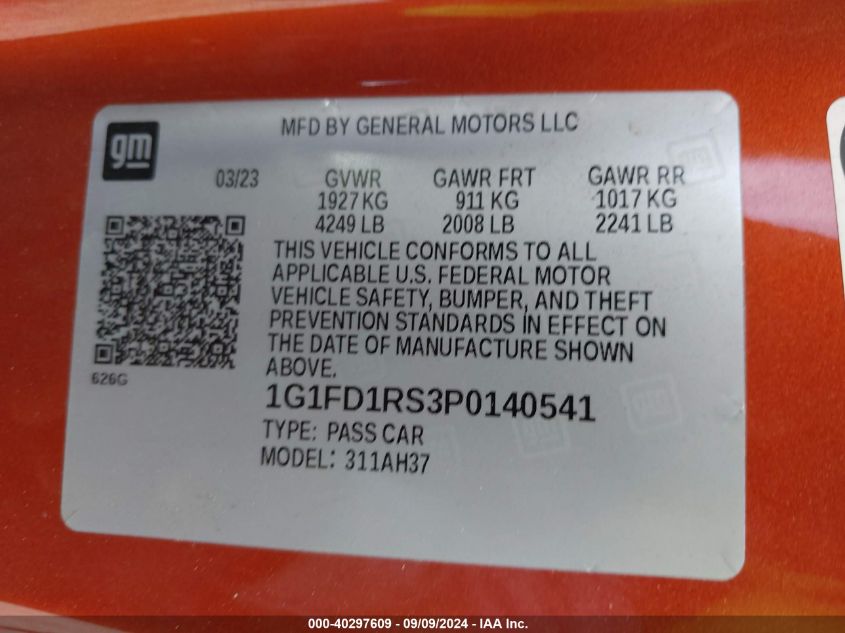 gm
MFD BY GENERAL MOTORS LLC
03/23 GVWR GAWR FRT GAWR RR
1927 KG 911 KG 1017 KG
4249 LB 2008 LB 2241 LB
THIS VEHICLE CONFORMS TO ALL
APPLICABLE U.S. FEDERAL MOTOR
VEHICLE SAFETY, BUMPER, AND THEFT
PREVENTION STANDARDS IN EFFECT ON
THE DATE OF MANUFACTURE SHOWN
ABOVE.
626G
1G1FD1RS3P0140541
TYPE: PASS CAR
MODEL: 311AH37
000-40297609 - 09/09/2024 - IAA Inc.